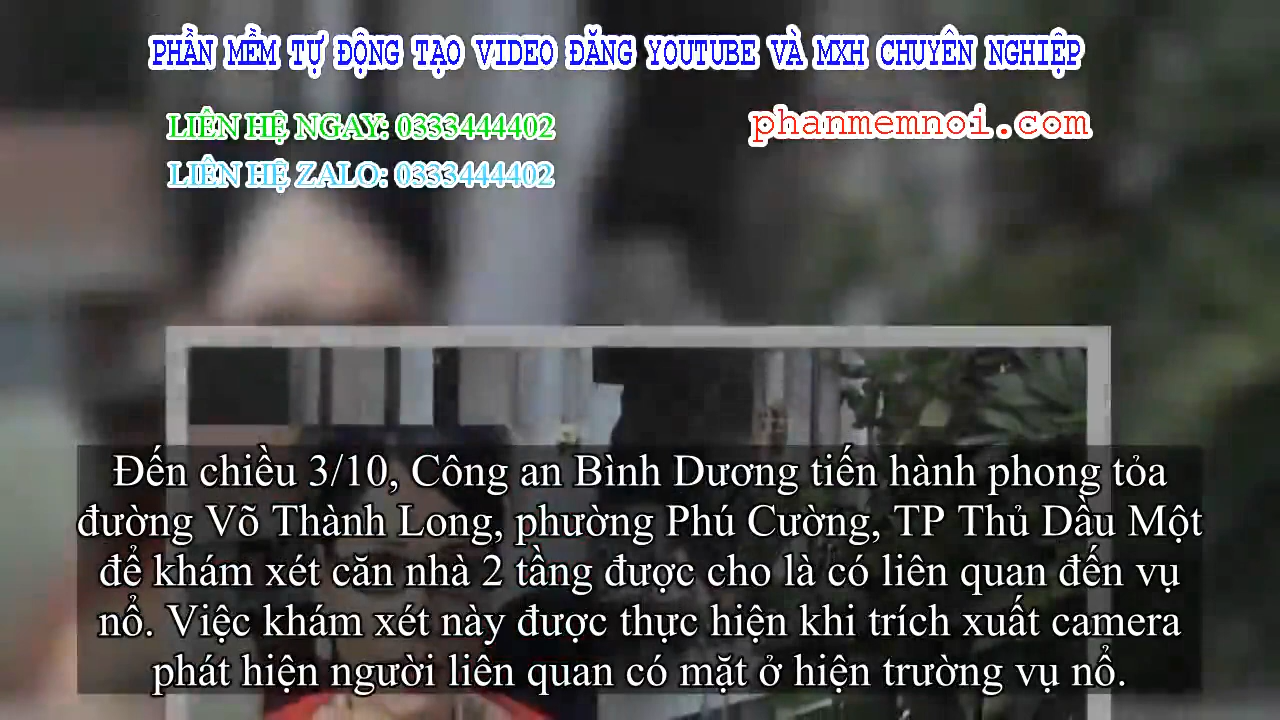 PHẦN MỀM TỰ ĐỘNG TẠO VIDEO ĐĂNG YOUTUBE VÀ MXH CHUYÊN NGHIỆP
LIÊN HỆ NGAY: 0333444402
phanmemnoi.com
LIÊN HỆ ZALO: 0333444402
Đến chiều 3/10, Công an Bình Dương tiến hành phong tỏa
đường Võ Thành Long, phường Phú Cường, TP Thủ Dầu Một
để khám xét căn nhà 2 tầng được cho là có liên quan đến vụ
nổ. Việc khám xét này được thực hiện khi trích xuất camera
phát hiện người liên quan có mặt ở hiện trường vụ nổ.